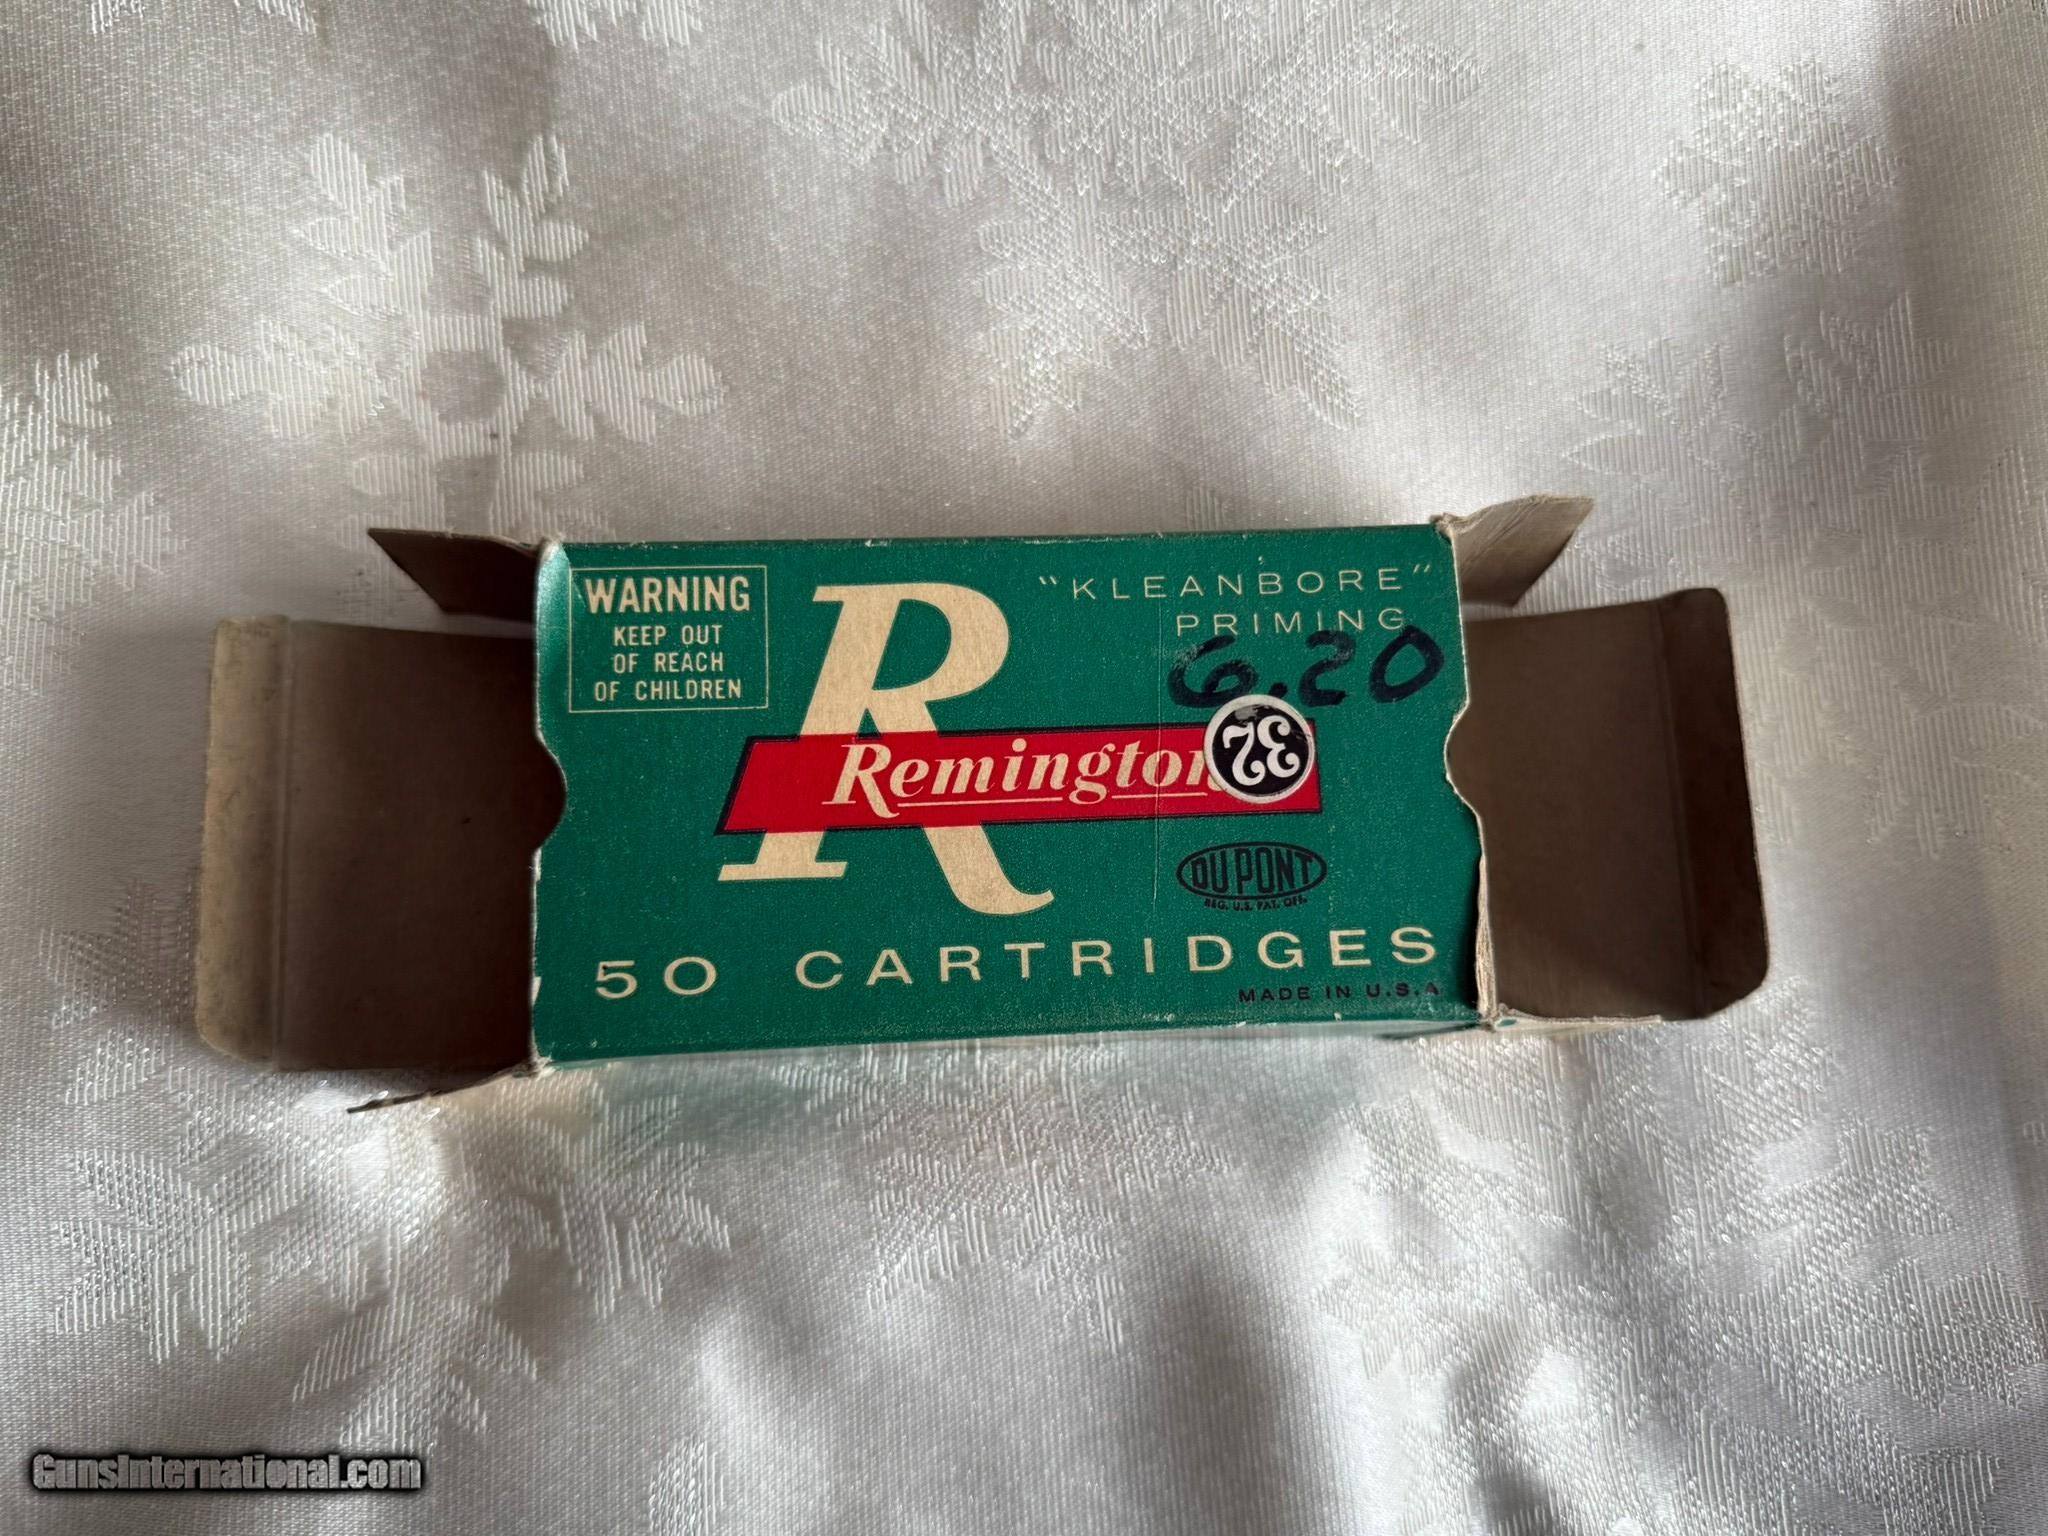 WARNING
KEEP OUT
OF REACH
OF CHILDREN
R
"KLEANBORE"
PRIMING
6.20
Remington
32
DU PONT
REG. U.S. PAT. OFF.
50 CARTRIDGES
MADE IN U.S.A
GunsInternational.com